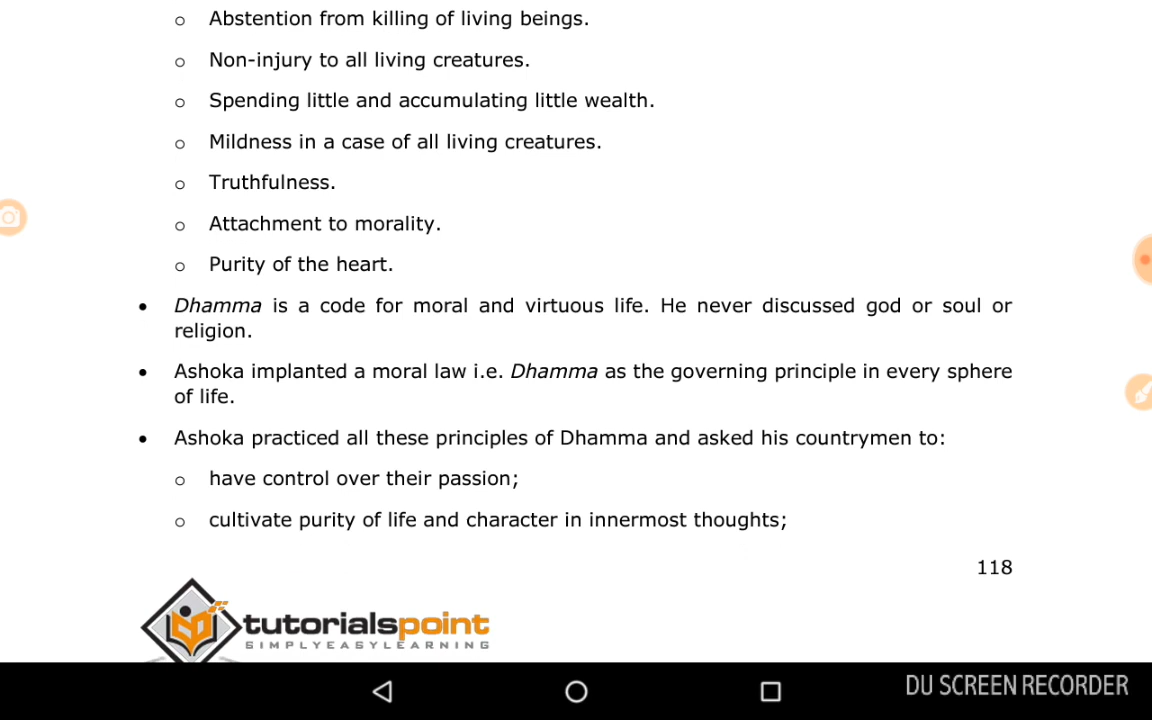 o Abstention from killing of living beings.
o Non-injury to all living creatures.
o Spending little and accumulating little wealth.
o Mildness in a case of all living creatures.
o Truthfulness.
o Attachment to morality.
o Purity of the heart.
• Dhamma is a code for moral and virtuous life. He never discussed god or soul or
religion.
• Ashoka implanted a moral law i.e. Dhamma as the governing principle in every sphere
of life.
• Ashoka practiced all these principles of Dhamma and asked his countrymen to:
o have control over their passion;
o cultivate purity of life and character in innermost thoughts;
118
tutorialspoint
SIMPLYEASYLEARNING
DU SCREEN RECORDER